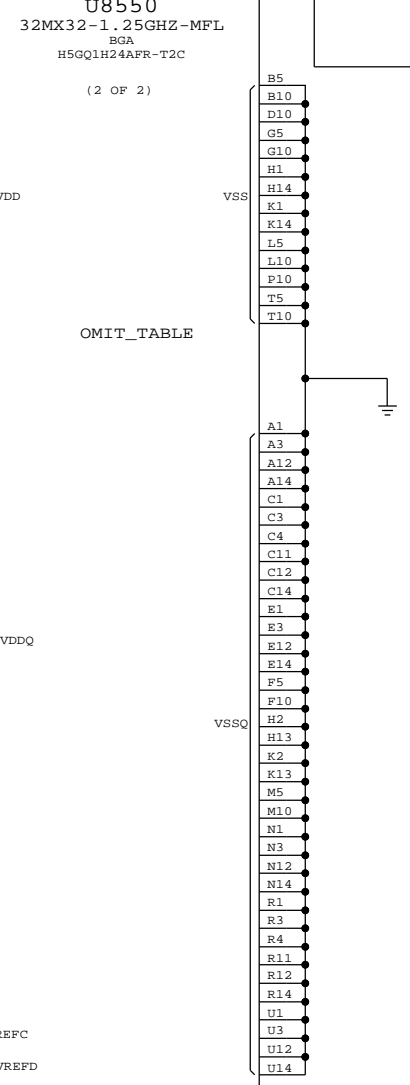 U8550
32MX32-1.25GHZ-MFL
BGA
H5GQ1H24AFR-T2C
(2 OF 2)
B5
B10
D10
G5
G10
H1
VDD
VSS
H14
K1
K14
L5
L10
P10
T5
T10
OMIT_TABLE
A1
A3
A12
A14
C1
C3
C4
C11
C12
C14
E1
E3
VDDQ
E12
E14
F5
F10
VSSQ
H2
H13
K2
K13
M5
M10
N1
N3
N12
N14
R1
R3
R4
R11
R12
R14
U1
REFC
U3
U12
VREFD
U14